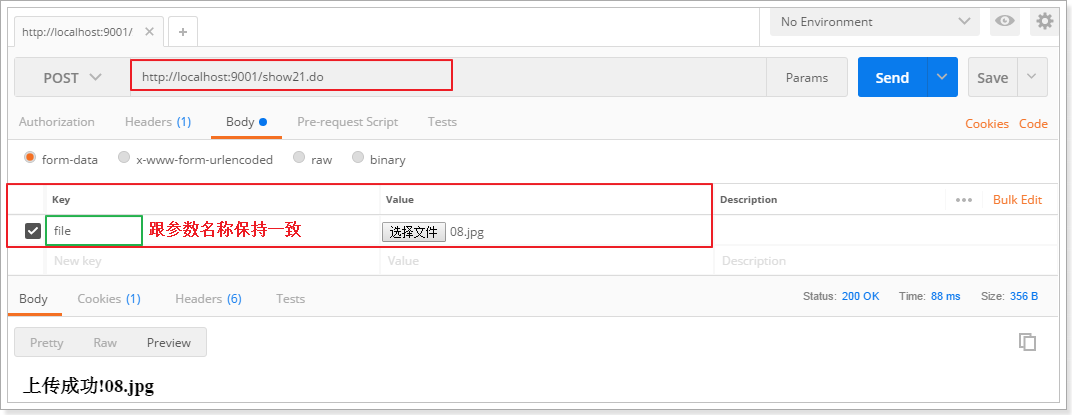 http://localhost:9001/
No Environment
POST http://localhost:9001/show21.do Params Send Save
Authorization Headers (1) Body Pre-request Script Tests Cookies Code
form-data x-www-form-urlencoded raw binary
Key Value Description Bulk Edit
file 跟参数名称保持一致 选择文件 08.jpg
New key Value Description
Body Cookies (1) Headers (6) Tests Status: 200 OK Time: 88 ms Size: 356 B
Pretty Raw Preview
上传成功!08.jpg